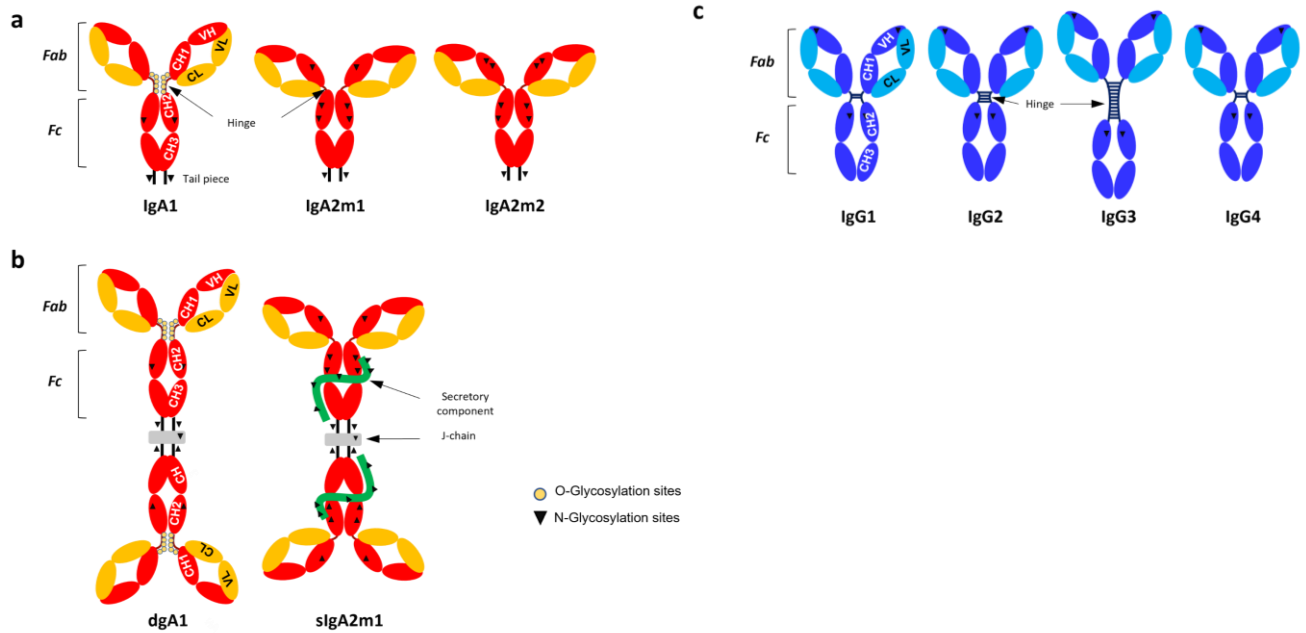 a
Fab
Fc
VH
CH1
VL
CL
CH2
CH3
Hinge
Tail piece
IgA1
IgA2m1
IgA2m2
b
Fab
Fc
VH
CH1
VL
CL
CH2
CH3
CH
CH2
CH1
CL
VL
Secretory
component
J-chain
dgA1
sIgA2m1
O-Glycosylation sites
N-Glycosylation sites
c
Fab
Fc
VH
CH1
VL
CL
CH2
CH3
Hinge
IgG1
IgG2
IgG3
IgG4